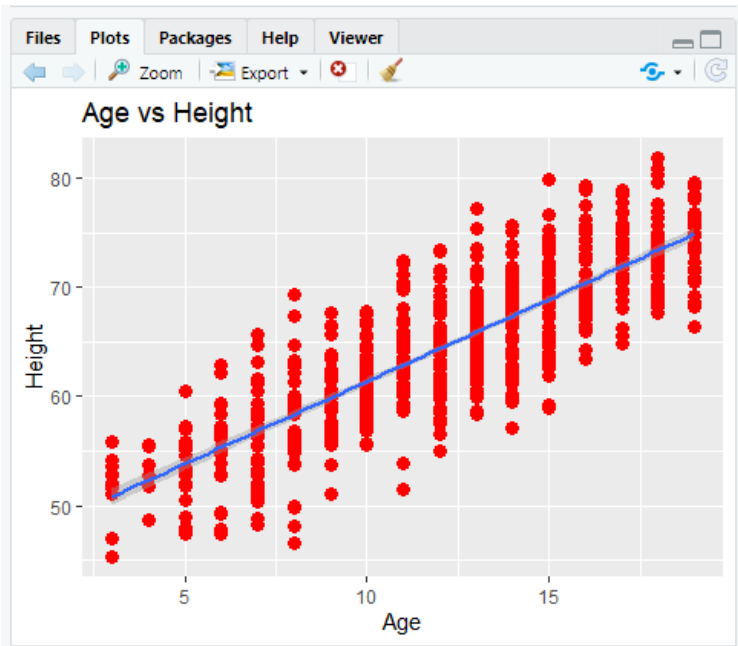 Files Plots Packages Help Viewer
Zoom Export
Age vs Height
80
70
60
50
Height
5 10 15
Age